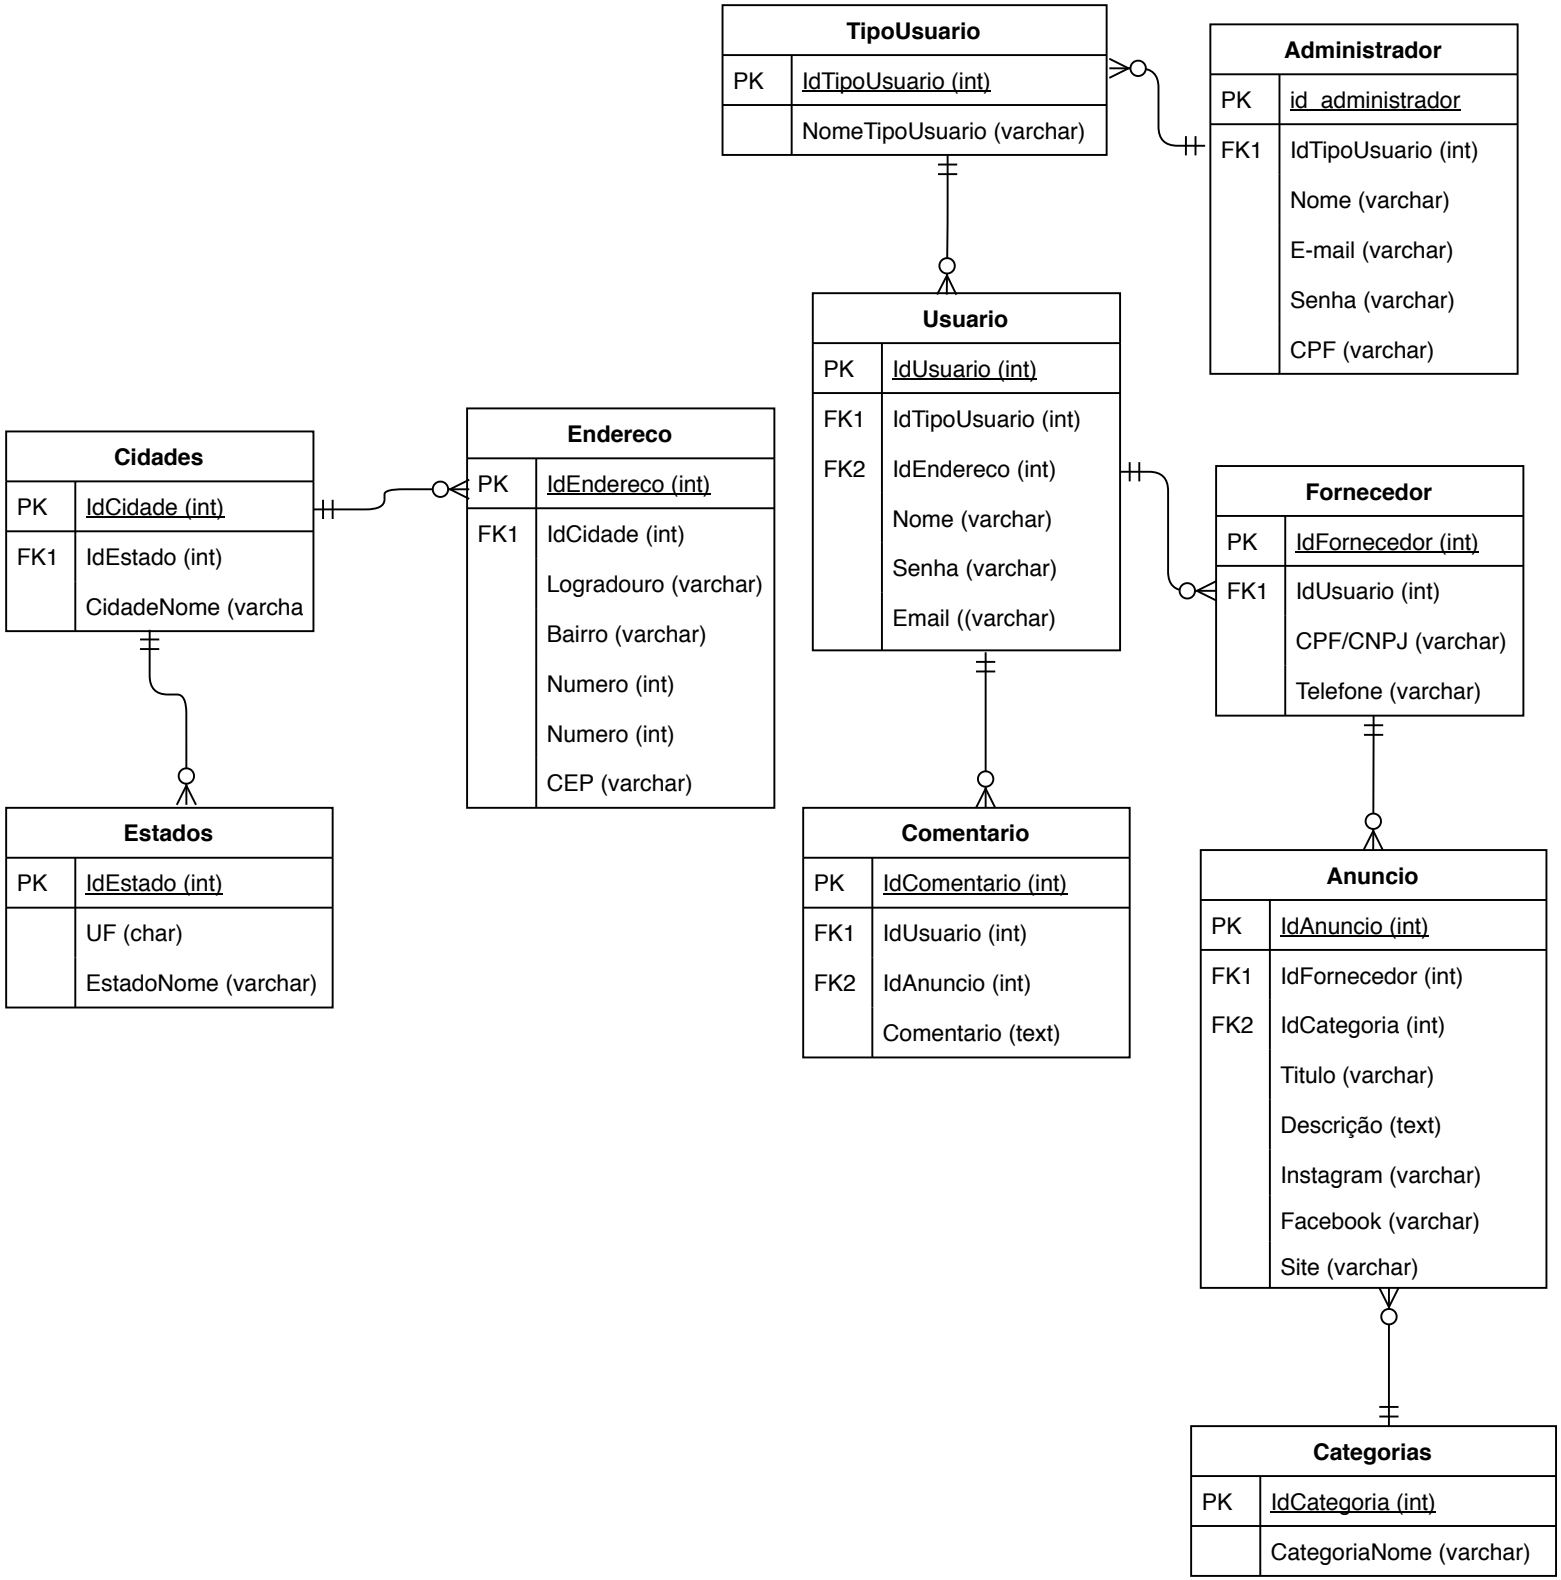 TipoUsuario
PK IdTipoUsuario (int)
NomeTipoUsuario (varchar)
Administrador
PK id_administrador
FK1 IdTipoUsuario (int)
Nome (varchar)
E-mail (varchar)
Senha (varchar)
CPF (varchar)
Usuario
PK IdUsuario (int)
FK1 IdTipoUsuario (int)
FK2 IdEndereco (int)
Nome (varchar)
Senha (varchar)
Email ((varchar)
Cidades
PK IdCidade (int)
FK1 IdEstado (int)
CidadeNome (varcha
Endereco
PK IdEndereco (int)
FK1 IdCidade (int)
Logradouro (varchar)
Bairro (varchar)
Numero (int)
Numero (int)
CEP (varchar)
Fornecedor
PK IdFornecedor (int)
FK1 IdUsuario (int)
CPF/CNPJ (varchar)
Telefone (varchar)
Estados
PK IdEstado (int)
UF (char)
EstadoNome (varchar)
Comentario
PK IdComentario (int)
FK1 IdUsuario (int)
FK2 IdAnuncio (int)
Comentario (text)
Anuncio
PK IdAnuncio (int)
FK1 IdFornecedor (int)
FK2 IdCategoria (int)
Titulo (varchar)
Descrição (text)
Instagram (varchar)
Facebook (varchar)
Site (varchar)
Categorias
PK IdCategoria (int)
CategoriaNome (varchar)